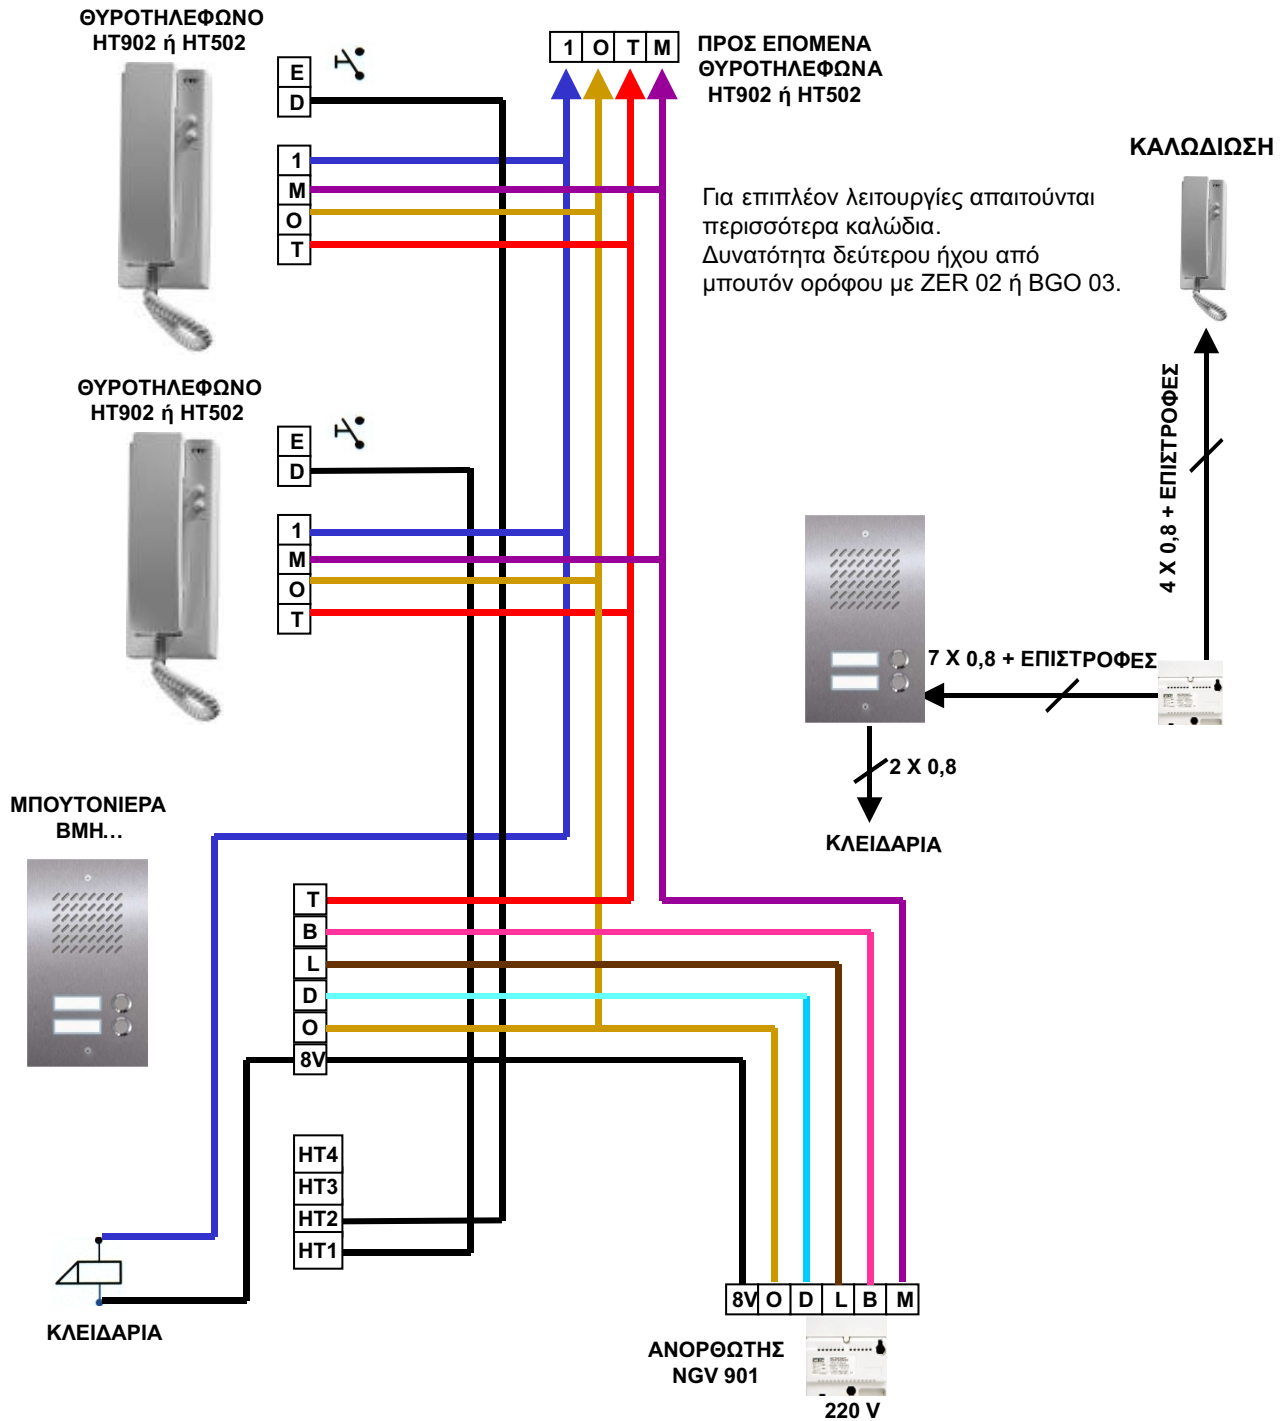 ΘΥΡΟΤΗΛΕΦΩΝΟ
HT902 ή HT502
E
D
1
M
O
T
1 O T M
ΠΡΟΣ ΕΠΟΜΕΝΑ
ΘΥΡΟΤΗΛΕΦΩΝΑ
HT902 ή HT502
ΚΑΛΩΔΙΩΣΗ
Για επιπλέον λειτουργίες απαιτούνται
περισσότερα καλώδια.
Δυνατότητα δεύτερου ήχου από
μπουτόν ορόφου με ZER 02 ή BGO 03.
ΘΥΡΟΤΗΛΕΦΩΝΟ
HT902 ή HT502
E
D
1
M
O
T
4 X 0,8 + ΕΠΙΣΤΡΟΦΕΣ
7 X 0,8 + ΕΠΙΣΤΡΟΦΕΣ
2 X 0,8
ΚΛΕΙΔΑΡΙΑ
ΜΠΟΥΤΟΝΙΕΡΑ
BMH...
T
B
L
D
O
8V
HT4
HT3
HT2
HT1
ΚΛΕΙΔΑΡΙΑ
8V O D L B M
ΑΝΟΡΘΩΤΗΣ
NGV 901
220 V